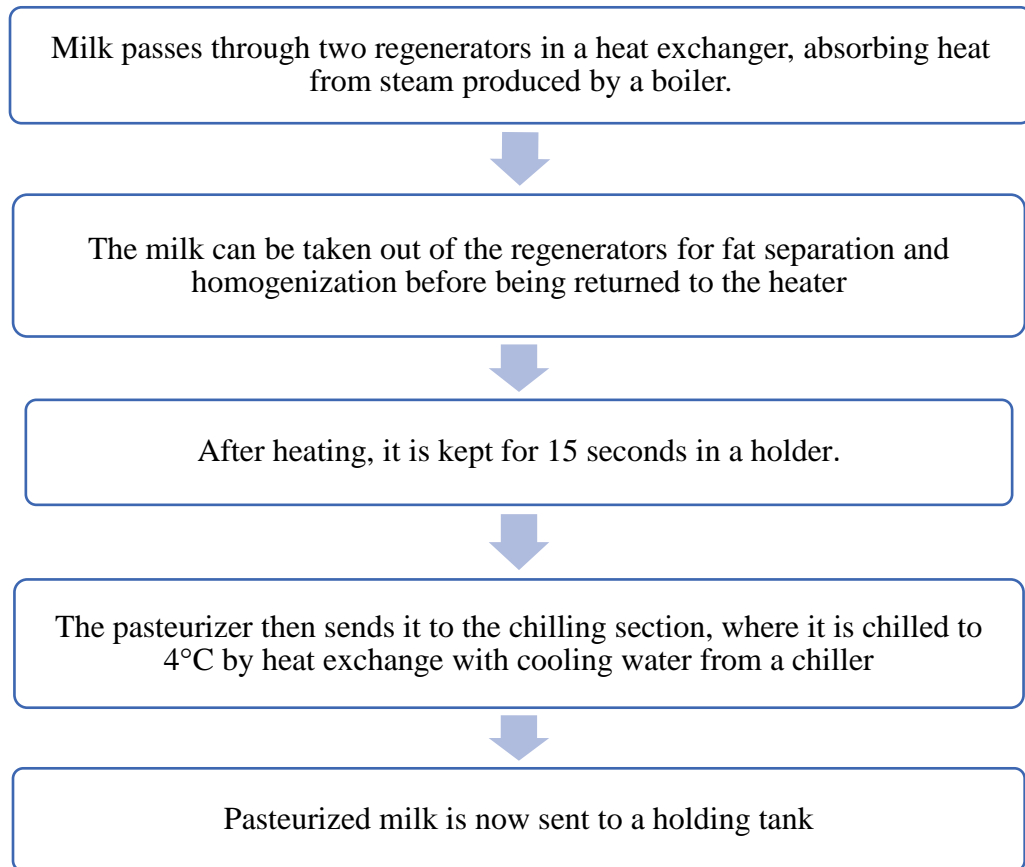 Milk passes through two regenerators in a heat exchanger, absorbing heat
from steam produced by a boiler.
The milk can be taken out of the regenerators for fat separation and
homogenization before being returned to the heater
After heating, it is kept for 15 seconds in a holder.
The pasteurizer then sends it to the chilling section, where it is chilled to
4°C by heat exchange with cooling water from a chiller
Pasteurized milk is now sent to a holding tank